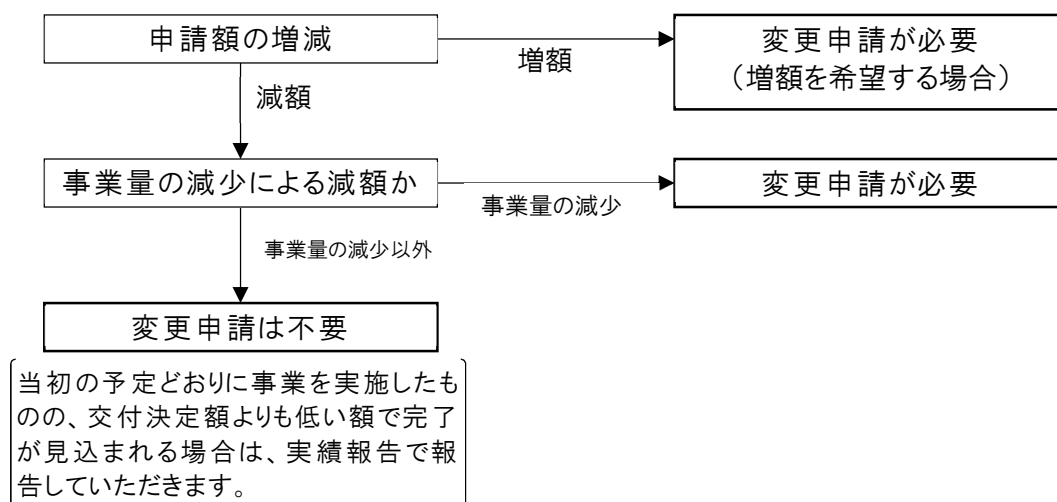 申請額の増減
増額
変更申請が必要
（増額を希望する場合）
減額
事業量の減少による減額か
事業量の減少
変更申請が必要
事業量の減少以外
変更申請は不要
当初の予定どおりに事業を実施したも
のの、交付決定額よりも低い額で完了
が見込まれる場合は、実績報告で報
告していただきます。